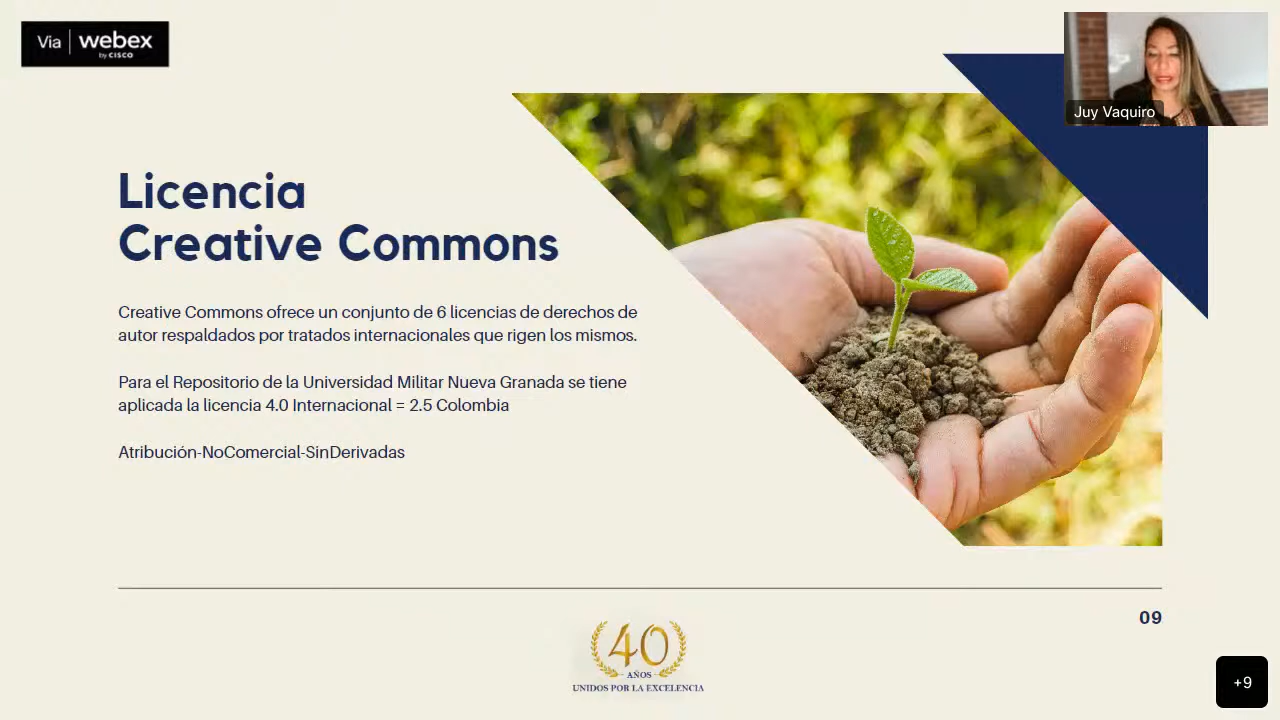 Via | webex
by CISCO
Juy Vaquiro
Licencia
Creative Commons
Creative Commons ofrece un conjunto de 6 licencias de derechos de
autor respaldados por tratados internacionales que rigen los mismos.
Para el Repositorio de la Universidad Militar Nueva Granada se tiene
aplicada la licencia 4.0 Internacional = 2.5 Colombia
Atribución-NoComercial-SinDerivadas
09
40
AÑOS
UNIDOS POR LA EXCELENCIA
+9